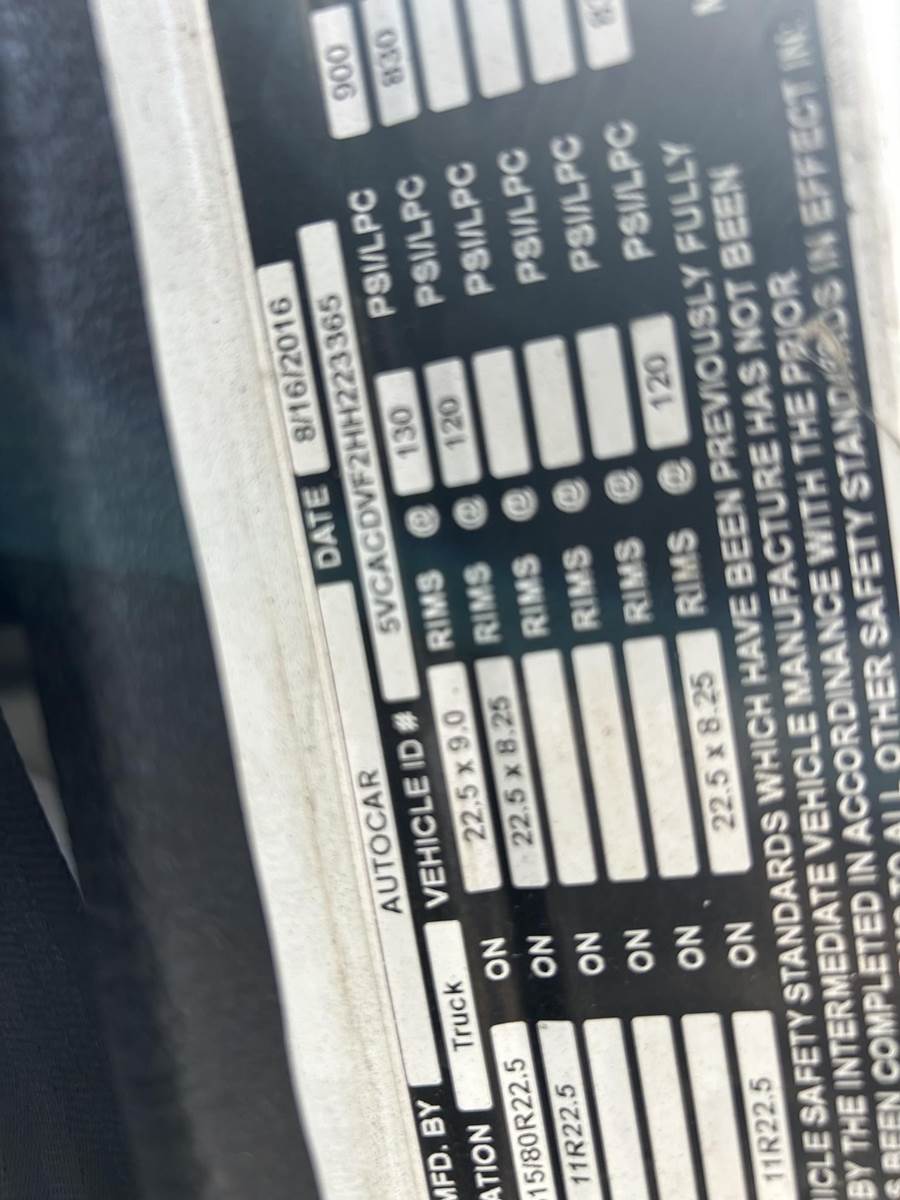 MFD. BY AUTOCAR DATE 8/16/2016
ATION Truck VEHICLE ID # 5VCACDVF2HH223365
15/80R22.5 ON 22.5 x 9.0 RIMS @ 130 PSI/LPC 900
11R22.5 ON 22.5 x 8.25 RIMS @ 120 PSI/LPC 830
ON RIMS @ PSI/LPC
ON RIMS @ PSI/LPC
ON RIMS @ PSI/LPC
11R22.5 ON 22.5 x 8.25 RIMS @ 120 PSI/LPC
ICLE SAFETY STANDARDS WHICH HAVE BEEN PREVIOUSLY FULLY
BY THE INTERMEDIATE VEHICLE MANUFACTURE HAS NOT BEEN
S BEEN COMPLETED IN ACCORDINANCE WITH THE PRIOR
TO ALL OTHER SAFETY STANDARDS IN EFFECT IN